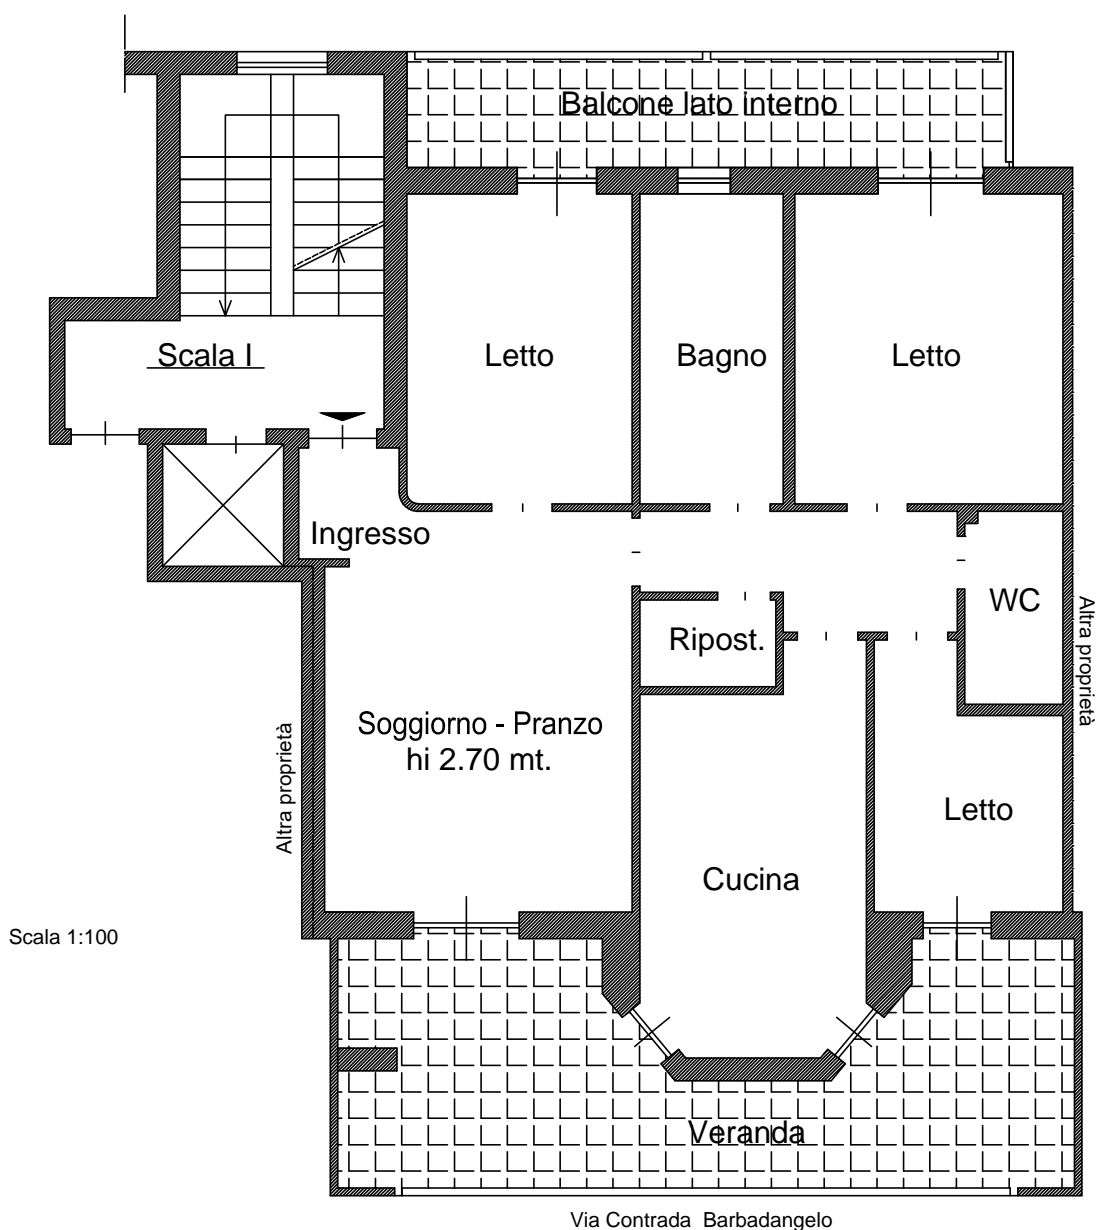 Balcone lato interno
Scala I
Letto
Bagno
Letto
Ingresso
WC
Altra proprietà
Ripost.
Soggiorno - Pranzo
hi 2.70 mt.
Altra proprietà
Letto
Cucina
Scala 1:100
Veranda
Via Contrada Barbadangelo